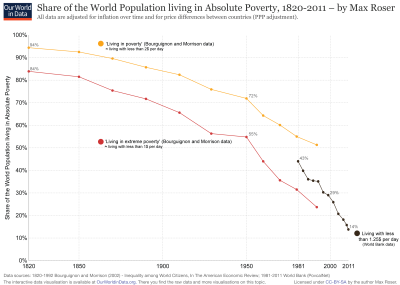 Our World
in Data
Share of the World Population living in Absolute Poverty, 1820-2011 – by Max Roser
All data are adjusted for inflation over time and for price differences between countries (PPP adjustment).
100%
94%
90%
84%
80%
70%
60%
50%
40%
30%
20%
10%
0%
Share of the World Population living in Absolute Poverty
'Living in poverty' (Bourguignon and Morrison data)
= living with less than 2$ per day
72%
'Living in extreme poverty' (Bourguignon and Morrison data)
= living with less than 1$ per day
55%
43%
29%
14%
Living with less
than 1.25$ per day
(World Bank data)
1820
1850
1900
1950
1981
2000
2011
Data sources: 1820-1992 Bourguignon and Morrison (2002) - Inequality among World Citizens, In The American Economic Review; 1981-2011 World Bank (PovcalNet)
The interactive data visualisation is available at OurWorldinData.org. There you find the raw data and more visualisations on this topic.
Licensed under CC-BY-SA by the author Max Roser.